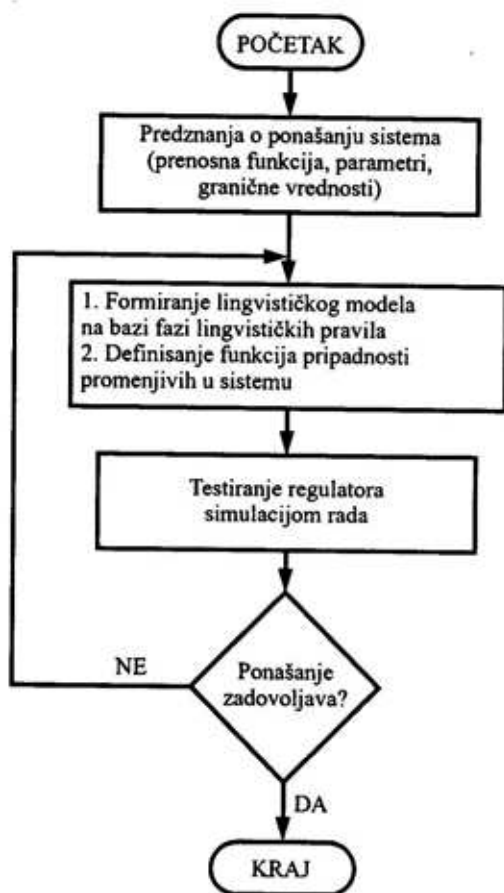 POČETAK
Predznanja o ponašanju sistema
(prenosna funkcija, parametri,
granične vrednosti)
1. Formiranje lingvističkog modela
na bazi fazi lingvističkih pravila
2. Definisanje funkcija pripadnosti
promenjivih u sistemu
Testiranje regulatora
simulacijom rada
NE
Ponašanje
zadovoljava?
DA
KRAJ